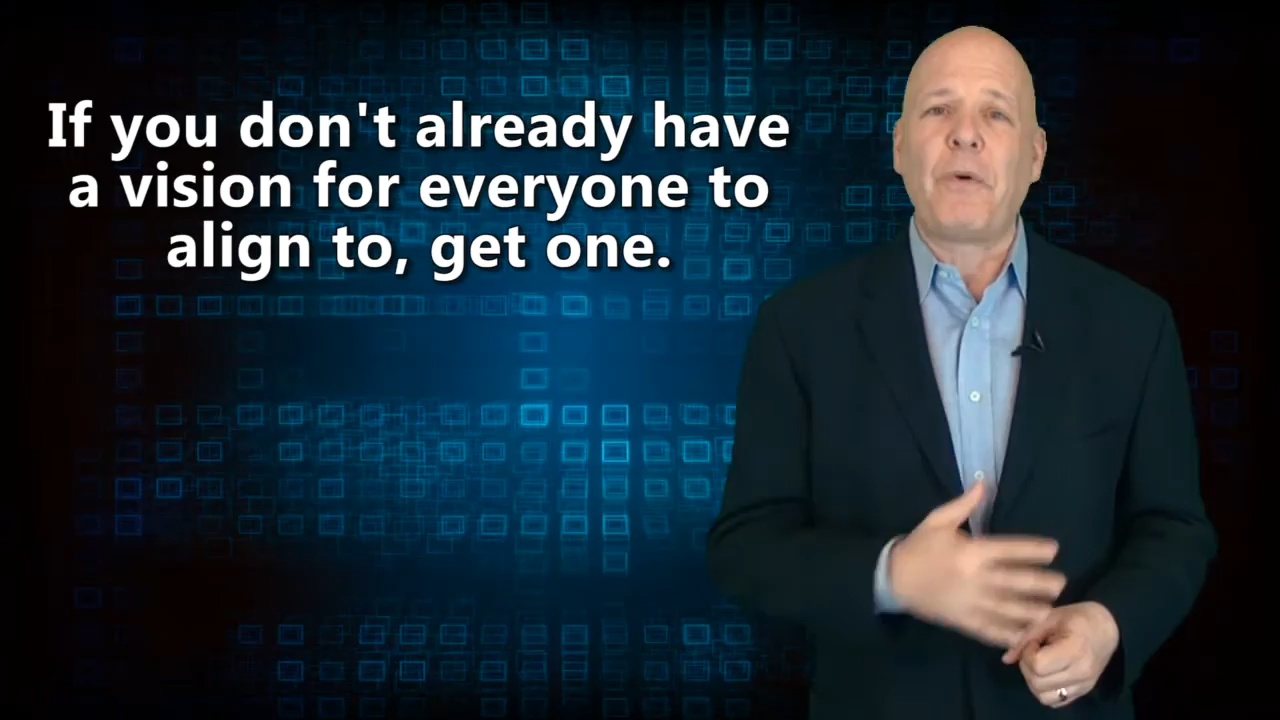 If you don't already have
a vision for everyone to
align to, get one.